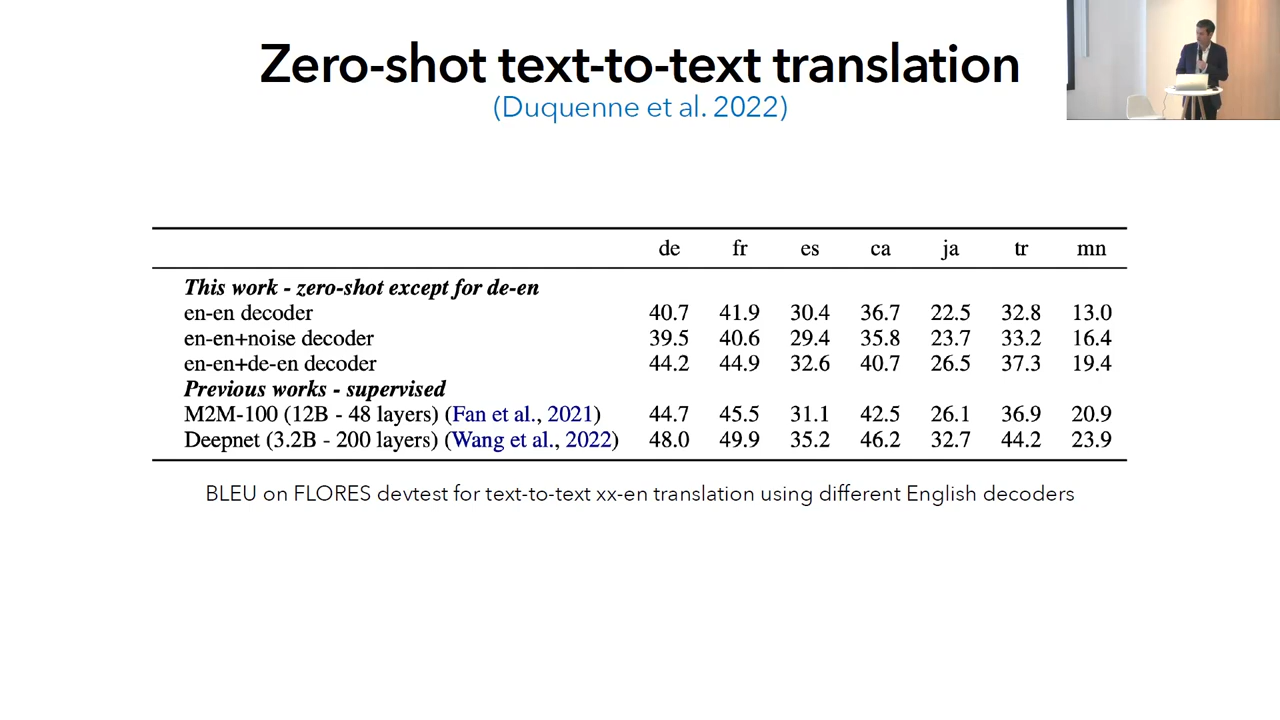 Zero-shot text-to-text translation
(Duquenne et al. 2022)
de fr es ca ja tr mn
This work - zero-shot except for de-en
en-en decoder 40.7 41.9 30.4 36.7 22.5 32.8 13.0
en-en+noise decoder 39.5 40.6 29.4 35.8 23.7 33.2 16.4
en-en+de-en decoder 44.2 44.9 32.6 40.7 26.5 37.3 19.4
Previous works - supervised
M2M-100 (12B - 48 layers) (Fan et al., 2021) 44.7 45.5 31.1 42.5 26.1 36.9 20.9
Deepnet (3.2B - 200 layers) (Wang et al., 2022) 48.0 49.9 35.2 46.2 32.7 44.2 23.9
BLEU on FLORES devtest for text-to-text xx-en translation using different English decoders